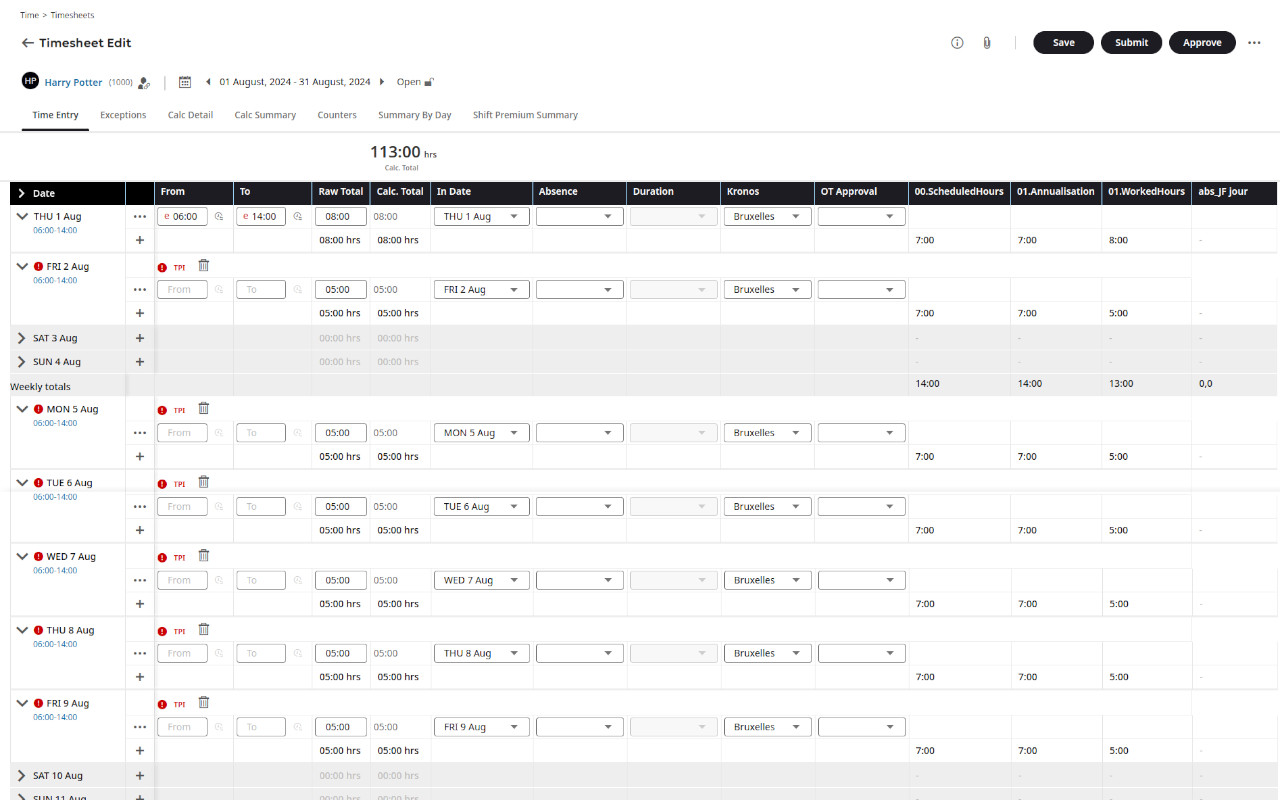 Time > Timesheets
Timesheet Edit
Save Submit Approve
HP Harry Potter (1000) 01 August, 2024 - 31 August, 2024 Open
Time Entry Exceptions Calc Detail Calc Summary Counters Summary By Day Shift Premium Summary
113:00 hrs
Calc. Total
Date From To Raw Total Calc. Total In Date Absence Duration Kronos OT Approval 00.ScheduledHours 01.Annualisation 01.WorkedHours abs_JF jour
THU 1 Aug e 06:00 e 14:00 08:00 08:00 THU 1 Aug Bruxelles
06:00-14:00
08:00 hrs 08:00 hrs 7:00 7:00 8:00 -
FRI 2 Aug TPI
06:00-14:00
From To 05:00 05:00 FRI 2 Aug Bruxelles
05:00 hrs 05:00 hrs 7:00 7:00 5:00 -
SAT 3 Aug + 00:00 hrs 00:00 hrs - - - -
SUN 4 Aug + 00:00 hrs 00:00 hrs - - - -
Weekly totals 14:00 14:00 13:00 0,0
MON 5 Aug TPI
06:00-14:00
From To 05:00 05:00 MON 5 Aug Bruxelles
05:00 hrs 05:00 hrs 7:00 7:00 5:00 -
TUE 6 Aug TPI
06:00-14:00
From To 05:00 05:00 TUE 6 Aug Bruxelles
05:00 hrs 05:00 hrs 7:00 7:00 5:00 -
WED 7 Aug TPI
06:00-14:00
From To 05:00 05:00 WED 7 Aug Bruxelles
05:00 hrs 05:00 hrs 7:00 7:00 5:00 -
THU 8 Aug TPI
06:00-14:00
From To 05:00 05:00 THU 8 Aug Bruxelles
05:00 hrs 05:00 hrs 7:00 7:00 5:00 -
FRI 9 Aug TPI
06:00-14:00
From To 05:00 05:00 FRI 9 Aug Bruxelles
05:00 hrs 05:00 hrs 7:00 7:00 5:00 -
SAT 10 Aug + 00:00 hrs 00:00 hrs - - - -
SUN 11 Aug + 00:00 hrs 00:00 hrs - - - -